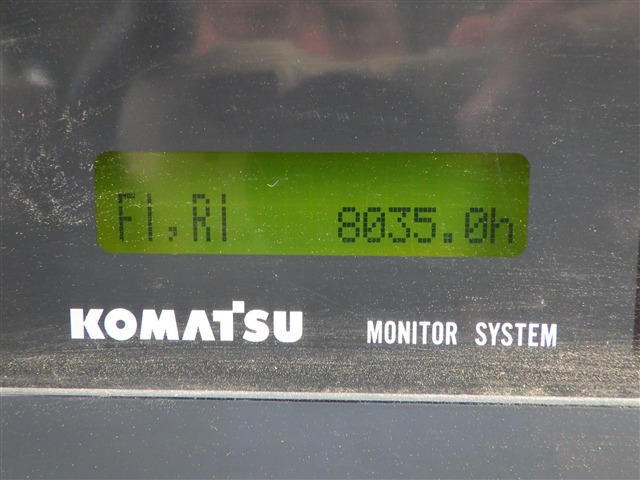 F1,R1 8035.0h
KOMATSU MONITOR SYSTEM